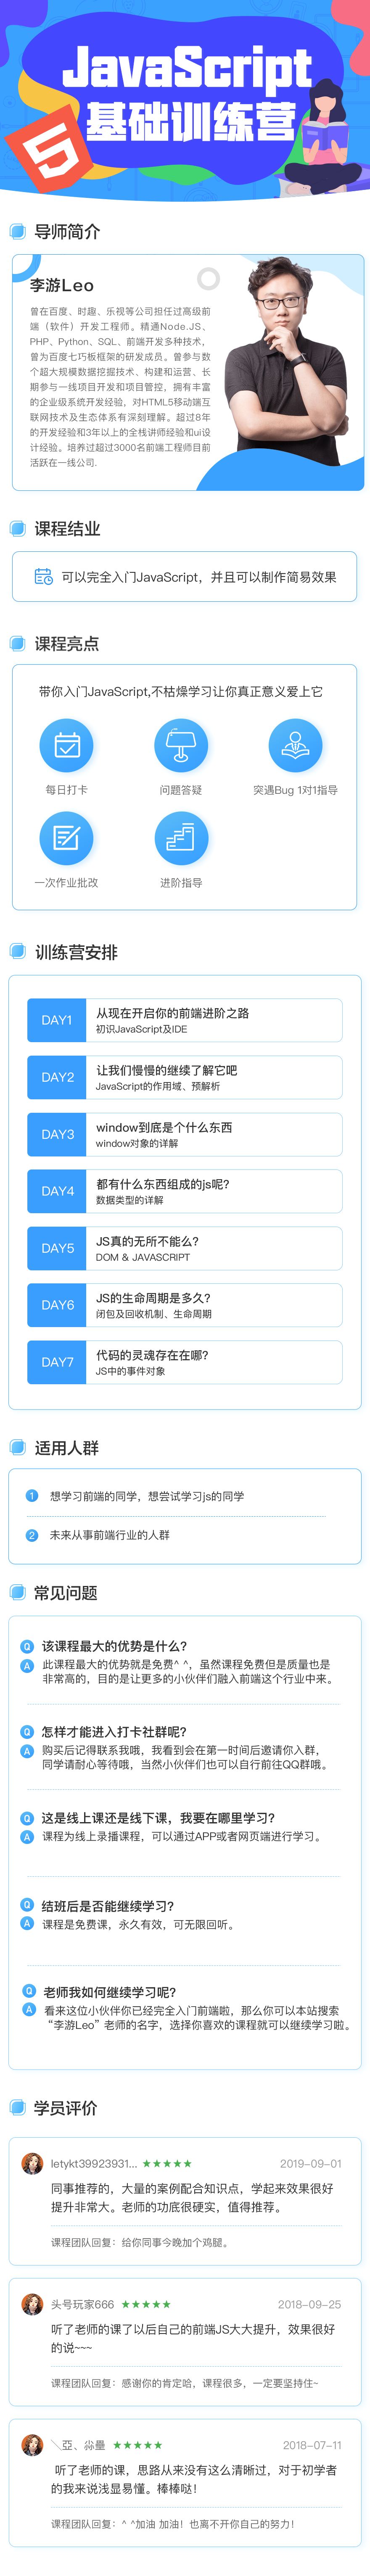 JavaScript
基础训练营
导师简介
李游Leo
曾在百度、时趣、乐视等公司担任过高级前
端（软件）开发工程师。精通Node.JS、
PHP、Python、SQL、前端开发多种技术，
曾为百度七巧板框架的研发成员。曾参与数
个超大规模数据挖掘技术、构建和运营、长
期参与一线项目开发和项目管控，拥有丰富
的企业级系统开发经验，对HTML5移动端互
联网技术及生态体系有深刻理解。超过8年
的开发经验和3年以上的全栈讲师经验和ui设
计经验。培养过超过3000名前端工程师目前
活跃在一线公司.
课程结业
可以完全入门JavaScript，并且可以制作简易效果
课程亮点
带你入门JavaScript,不枯燥学习让你真正意义爱上它
每日打卡
问题答疑
突遇Bug 1对1指导
一次作业批改
进阶指导
训练营安排
DAY1
从现在开启你的前端进阶之路
初识JavaScript及IDE
DAY2
让我们慢慢的继续了解它吧
JavaScript的作用域、预解析
DAY3
window到底是个什么东西
window对象的详解
DAY4
都有什么东西组成的js呢?
数据类型的详解
DAY5
JS真的无所不能么?
DOM & JAVASCRIPT
DAY6
JS的生命周期是多久?
闭包及回收机制、生命周期
DAY7
代码的灵魂存在在哪?
JS中的事件对象
适用人群
1 想学习前端的同学，想尝试学习js的同学
2 未来从事前端行业的人群
常见问题
Q 该课程最大的优势是什么?
A 此课程最大的优势就是免费^ ^，虽然课程免费但是质量也是
非常高的，目的是让更多的小伙伴们融入前端这个行业中来。
Q 怎样才能进入打卡社群呢?
A 购买后记得联系我哦，我看到会在第一时间后邀请你入群，
同学请耐心等待哦，当然小伙伴们也可以自行前往QQ群哦。
Q 这是线上课还是线下课，我要在哪里学习?
A 课程为线上录播课程，可以通过APP或者网页端进行学习。
Q 结班后是否能继续学习?
A 课程是免费课，永久有效，可无限回听。
Q 老师我如何继续学习呢?
A 看来这位小伙伴你已经完全入门前端啦，那么你可以本站搜索
“李游Leo”老师的名字，选择你喜欢的课程就可以继续学习啦。
学员评价
letykt39923931... ★★★★★ 2019-09-01
同事推荐的，大量的案例配合知识点，学起来效果很好
提升非常大。老师的功底很硬实，值得推荐。
课程团队回复：给你同事今晚加个鸡腿。
头号玩家666 ★★★★★ 2018-09-25
听了老师的课了以后自己的前端JS大大提升，效果很好
的说~~~
课程团队回复：感谢你的肯定哈，课程很多，一定要坚持住~
★★★★★ 2018-07-11
听了老师的课，思路从来没有这么清晰过，对于初学者
的我来说浅显易懂。棒棒哒！
课程团队回复：^ ^加油 加油！也离不开你自己的努力！